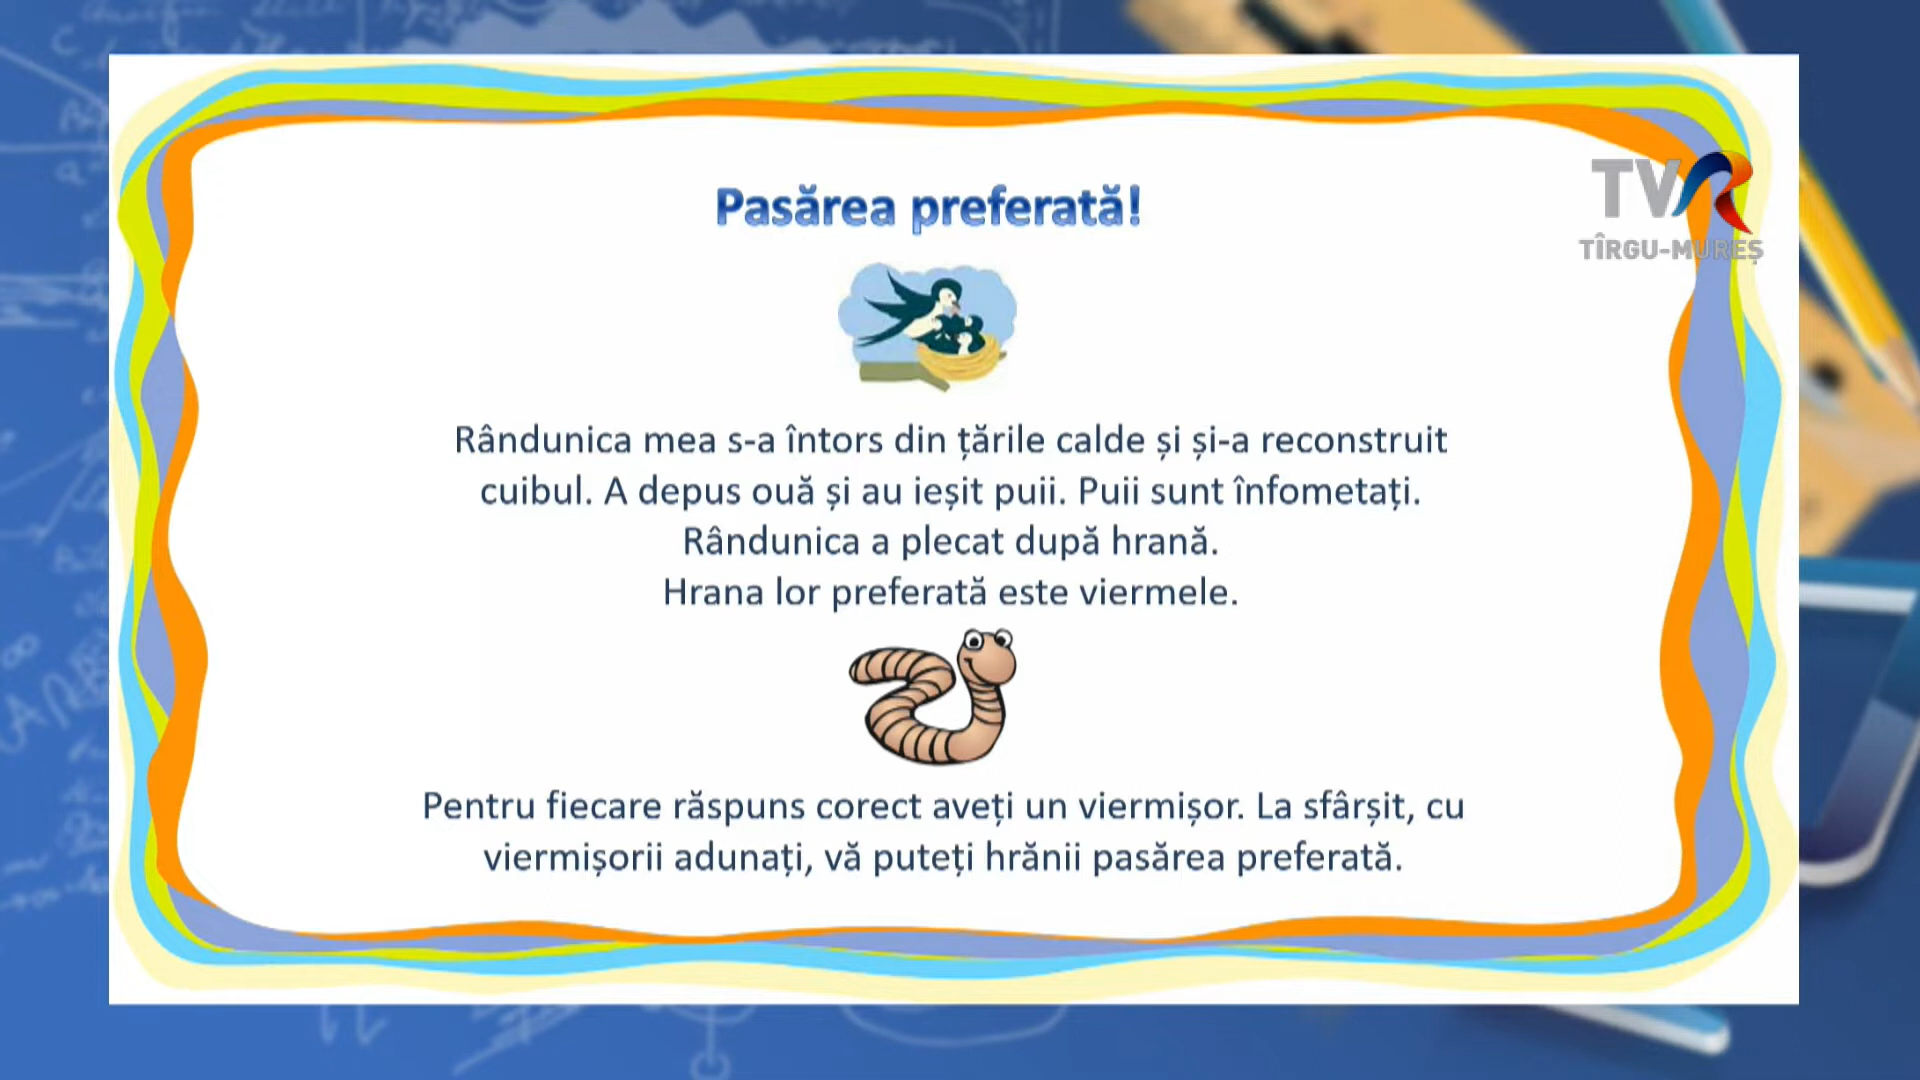 Pasărea preferată!
TVR
TÎRGU-MUREȘ
Rândunica mea s-a întors din țările calde și și-a reconstruit
cuibul. A depus ouă și au ieșit puii. Puii sunt înfometați.
Rândunica a plecat după hrană.
Hrana lor preferată este viermele.
Pentru fiecare răspuns corect aveți un viermișor. La sfârșit, cu
viermișorii adunați, vă puteți hrănii pasărea preferată.